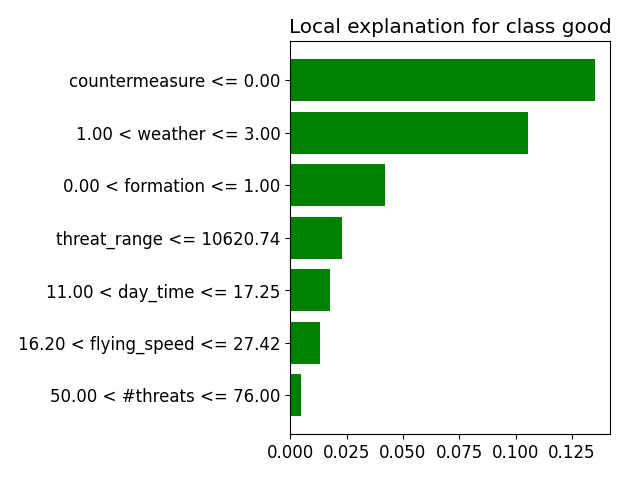 Local explanation for class good
countermeasure <= 0.00
1.00 < weather <= 3.00
0.00 < formation <= 1.00
threat_range <= 10620.74
11.00 < day_time <= 17.25
16.20 < flying_speed <= 27.42
50.00 < #threats <= 76.00
0.000 0.025 0.050 0.075 0.100 0.125